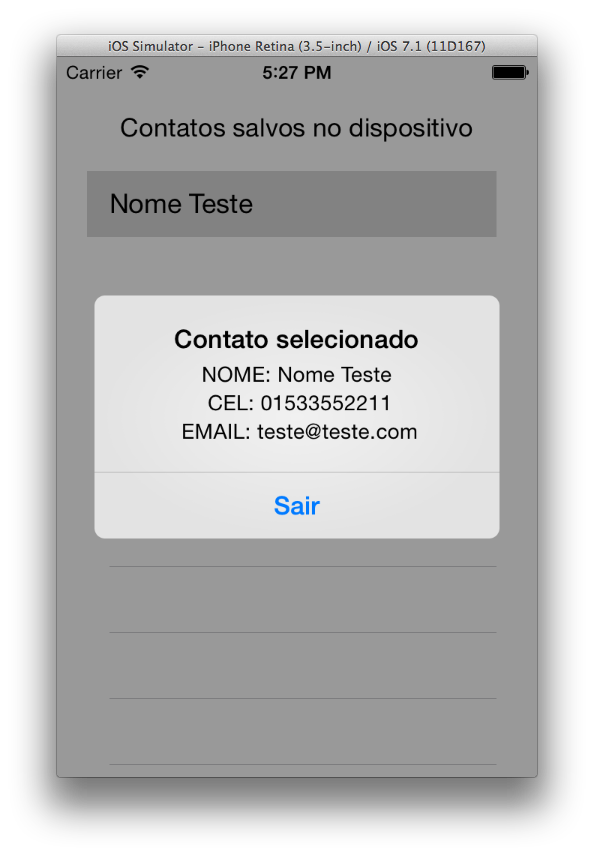 iOS Simulator - iPhone Retina (3.5-inch) / iOS 7.1 (11D167)
Carrier 5:27 PM
Contatos salvos no dispositivo
Nome Teste
Contato selecionado
NOME: Nome Teste
CEL: 01533552211
EMAIL: teste@teste.com
Sair